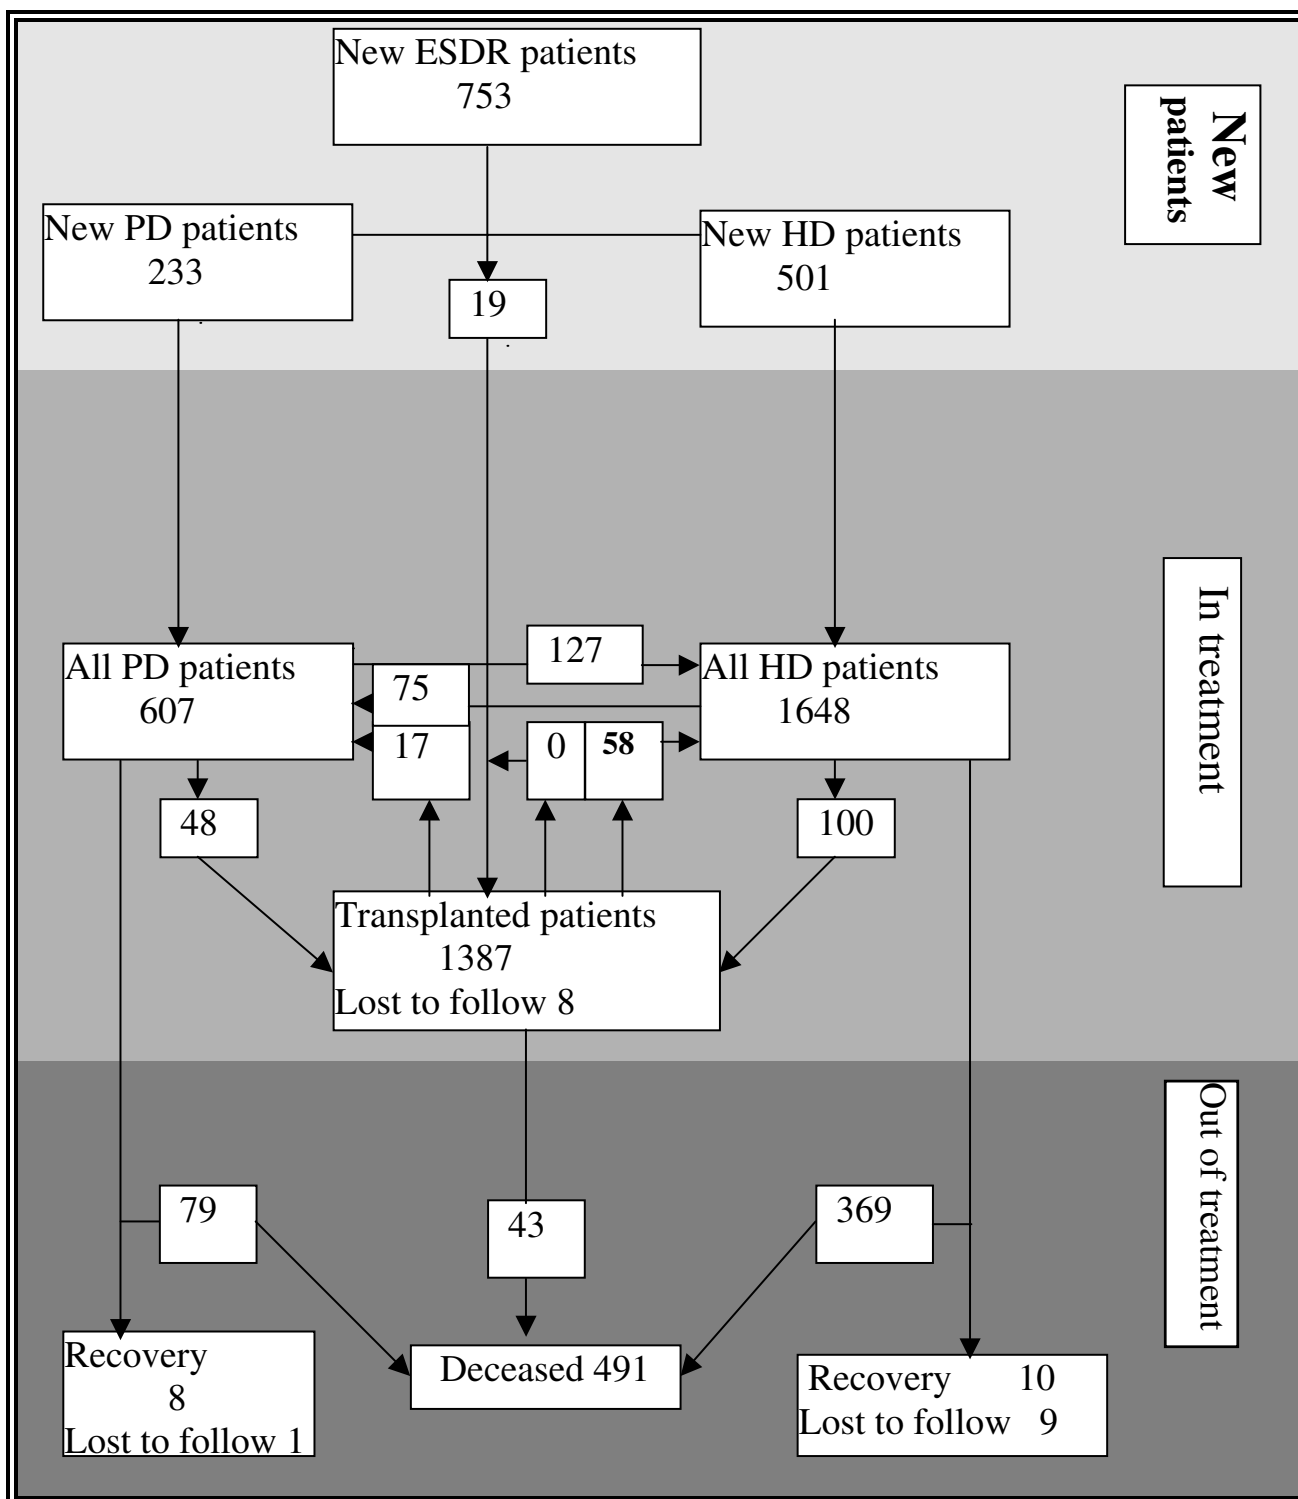 New ESDR patients
753
New
patients
New PD patients
233
19
New HD patients
501
In treatment
All PD patients
607
127
75
17
0
58
All HD patients
1648
48
100
Transplanted patients
1387
Lost to follow 8
Out of treatment
79
43
369
Recovery
8
Lost to follow 1
Deceased 491
Recovery 10
Lost to follow 9